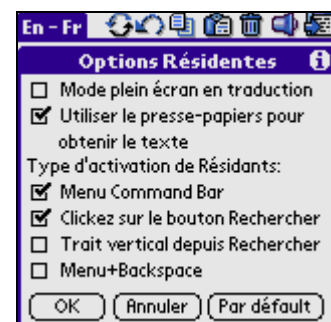 En - Fr
Options Résidentes
Mode plein écran en traduction
Utiliser le presse-papiers pour
obtenir le texte
Type d'activation de Résidants:
Menu Command Bar
Clickez sur le bouton Rechercher
Trait vertical depuis Rechercher
Menu+Backspace
OK Annuler Par défault